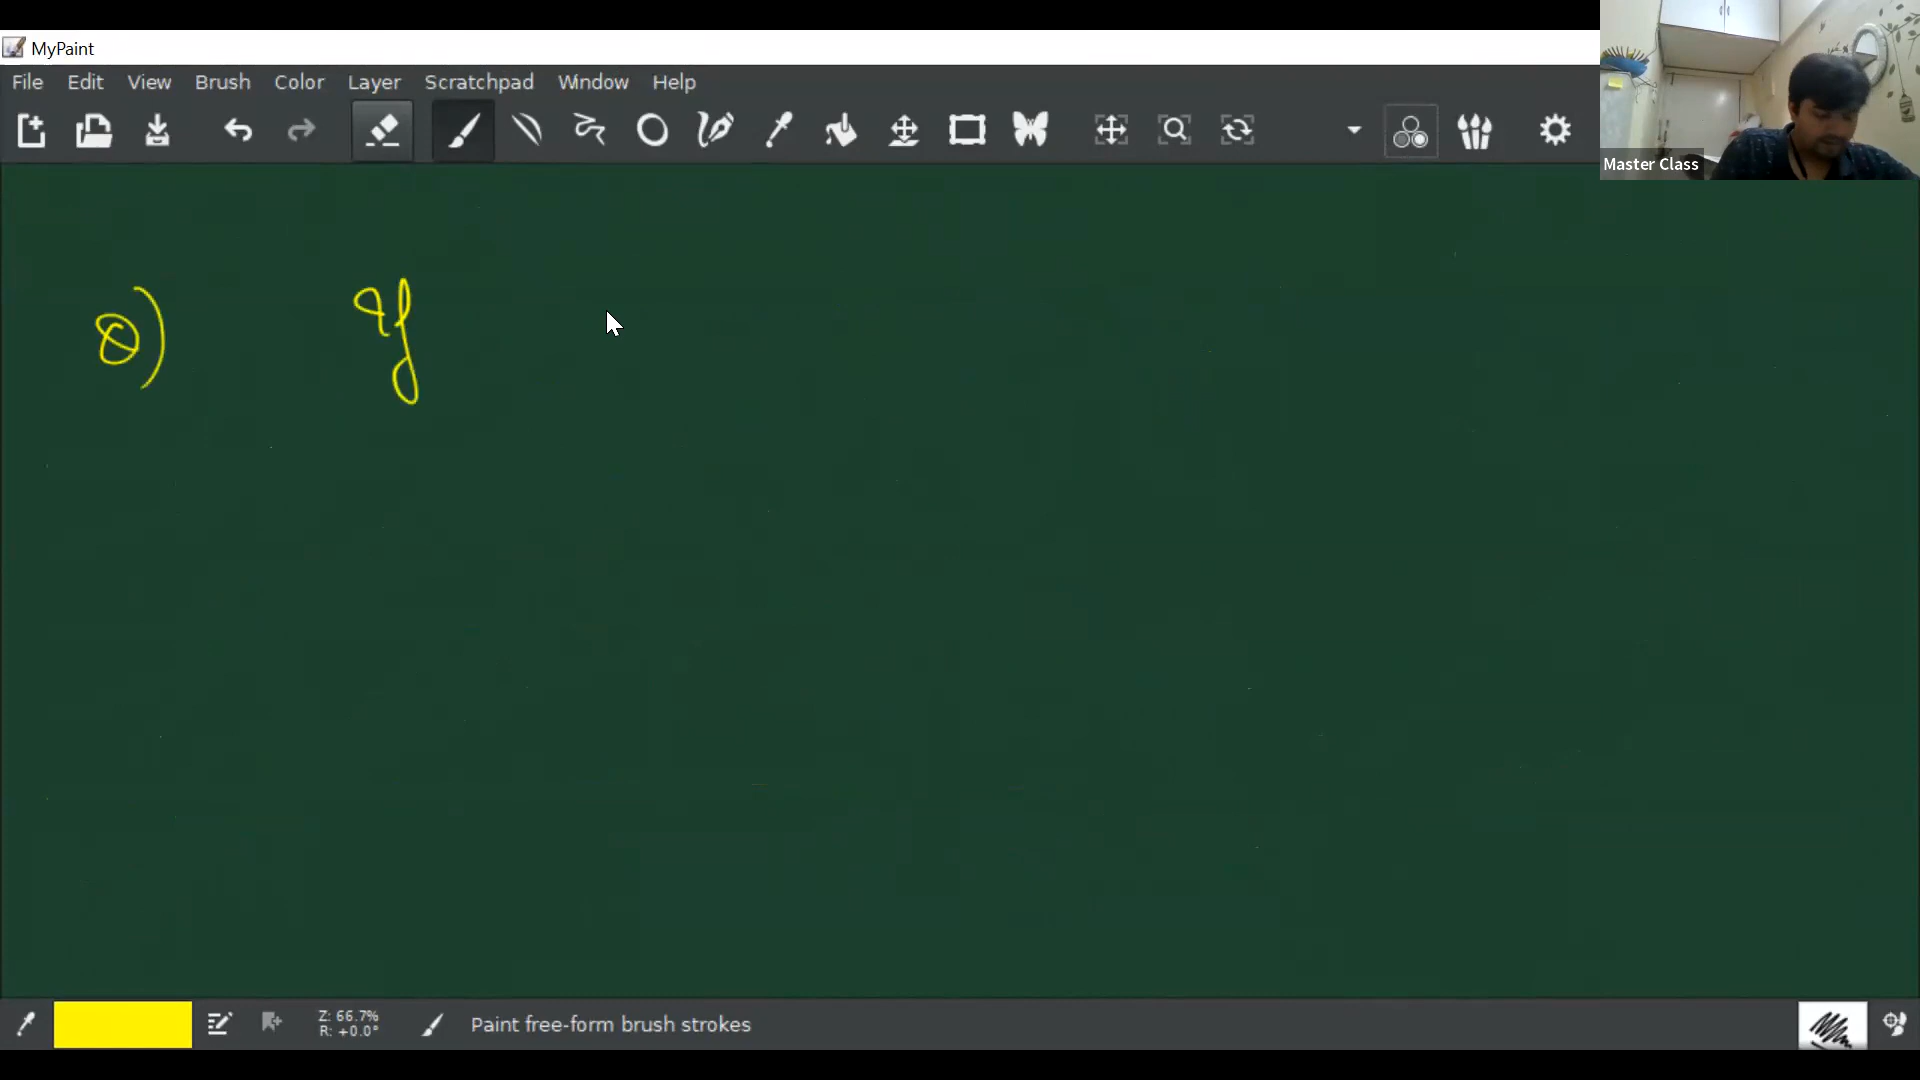 MyPaint
File Edit View Brush Color Layer Scratchpad Window Help
Master Class
Q) If
Z: 66.7%
R: +0.0°
Paint free-form brush strokes